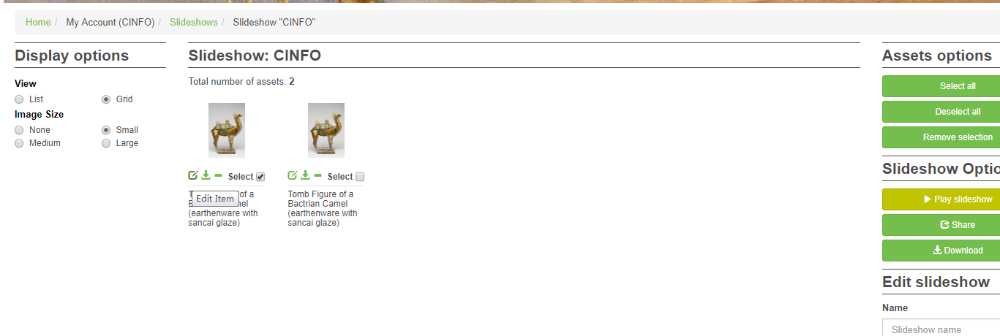 Home / My Account (CINFO) / Slideshows / Slideshow "CINFO"
Display options
View
List Grid
Image Size
None Small
Medium Large
Slideshow: CINFO
Total number of assets: 2
Select Select
Edit Item
of a
(earthenware with
sancai glaze)
Tomb Figure of a
Bactrian Camel
(earthenware with
sancai glaze)
Assets options
Select all
Deselect all
Remove selection
Slideshow Optio
Play slideshow
Share
Download
Edit slideshow
Name
Slideshow name